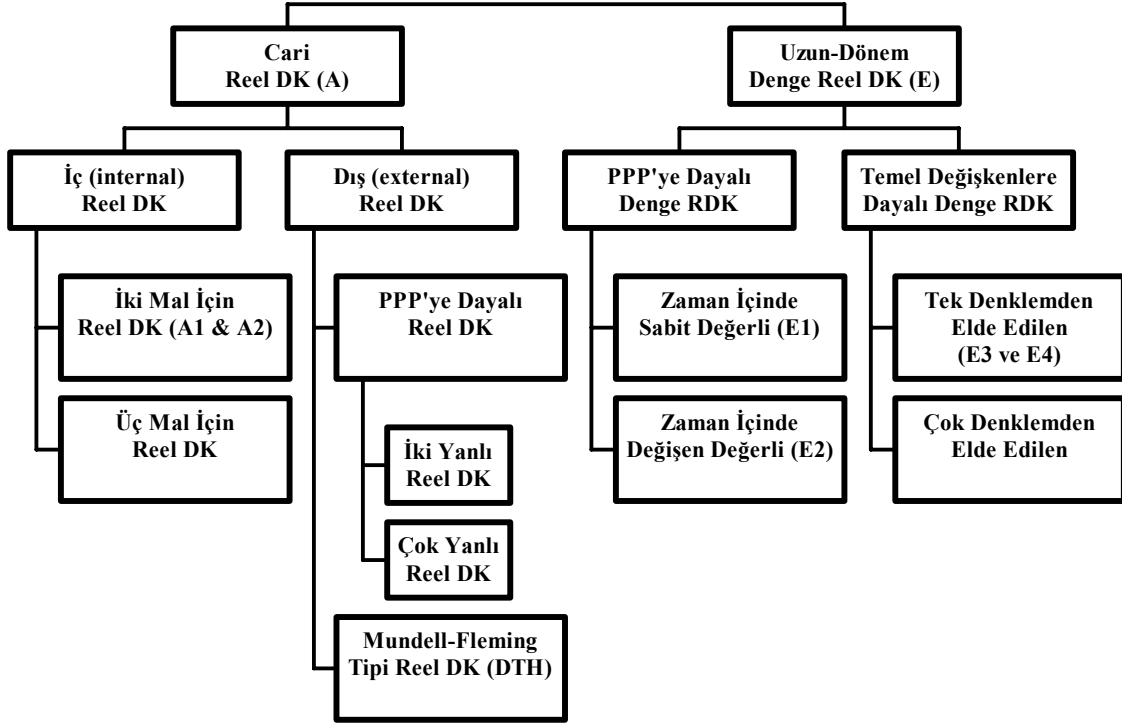 Cari
Reel DK (A)
Uzun-Dönem
Denge Reel DK (E)
İç (internal)
Reel DK
Dış (external)
Reel DK
PPP'ye Dayalı
Denge RDK
Temel Değişkenlere
Dayalı Denge RDK
İki Mal İçin
Reel DK (A1 & A2)
PPP'ye Dayalı
Reel DK
Zaman İçinde
Sabit Değerli (E1)
Tek Denklemden
Elde Edilen
(E3 ve E4)
Üç Mal İçin
Reel DK
Zaman İçinde
Değişen Değerli (E2)
Çok Denklemden
Elde Edilen
İki Yanlı
Reel DK
Çok Yanlı
Reel DK
Mundell-Fleming
Tipi Reel DK (DTH)